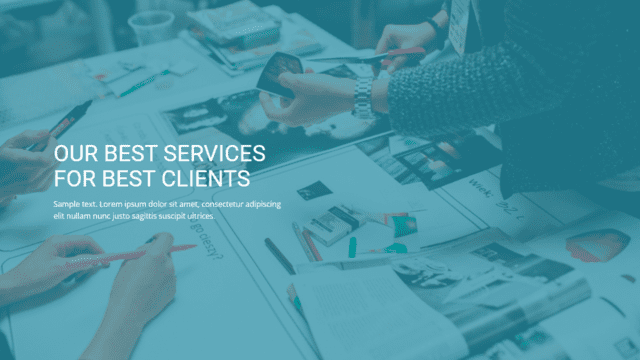 OUR BEST SERVICES
FOR BEST CLIENTS
Sample text. Lorem ipsum dolor sit amet, consectetur adipiscing
elit nullam nunc justo sagittis suscipit ultrices.